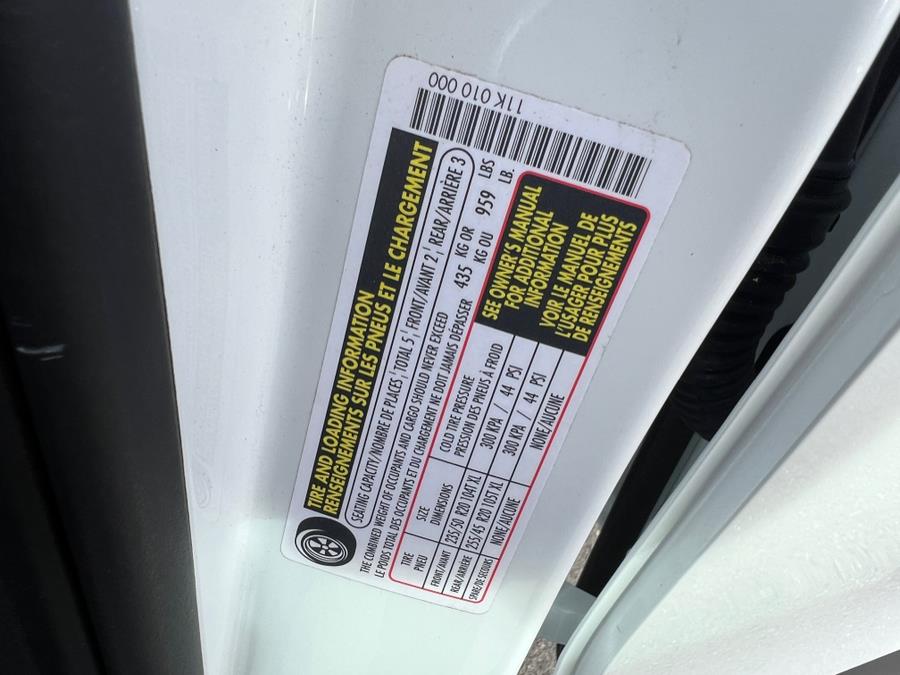 11K 010 000
TIRE AND LOADING INFORMATION
RENSEIGNEMENTS SUR LES PNEUS ET LE CHARGEMENT
SEATING CAPACITY/NOMBRE DE PLACES TOTAL 5 FRONT/AVANT 2 REAR/ARRIÈRE 3
THE COMBINED WEIGHT OF OCCUPANTS AND CARGO SHOULD NEVER EXCEED 435 KG OR 959 LBS
LE POIDS TOTAL DES OCCUPANTS ET DU CHARGEMENT NE DOIT JAMAIS DÉPASSER KG OU LB.
TIRE SIZE COLD TIRE PRESSURE
PNEU DIMENSIONS PRESSION DES PNEUS À FROID
FRONT/AVANT 235/50 R20 104T XL 300 KPA / 44 PSI
REAR/ARRIÈRE 255/45 R20 105T XL 300 KPA / 44 PSI
SPARE/DE SECOURS NONE/AUCUNE NONE/AUCUNE
SEE OWNER'S MANUAL
FOR ADDITIONAL
INFORMATION
VOIR LE MANUEL DE
L'USAGER POUR PLUS
DE RENSEIGNEMENTS